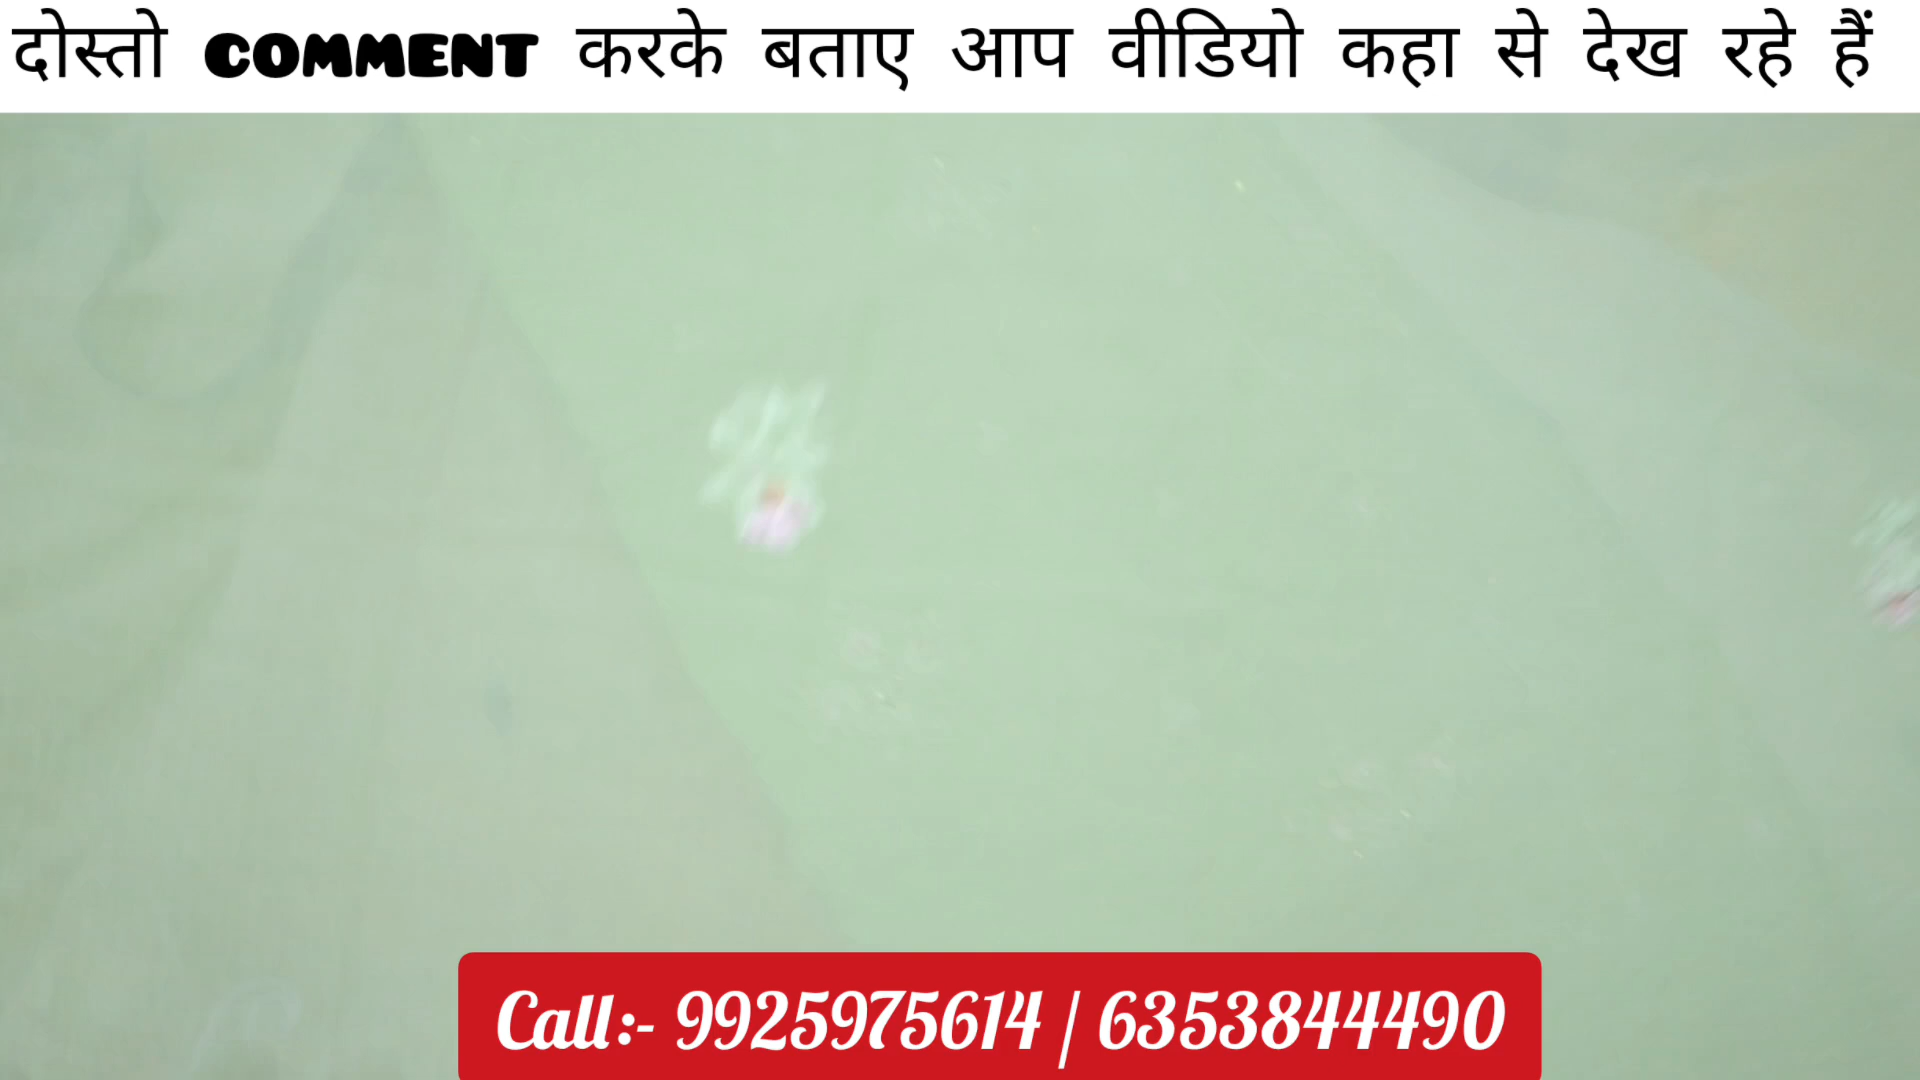 दोस्तो COMMENT करके बताए आप वीडियो कहा से देख रहे हैं
Call:- 9925975614 / 6353844490